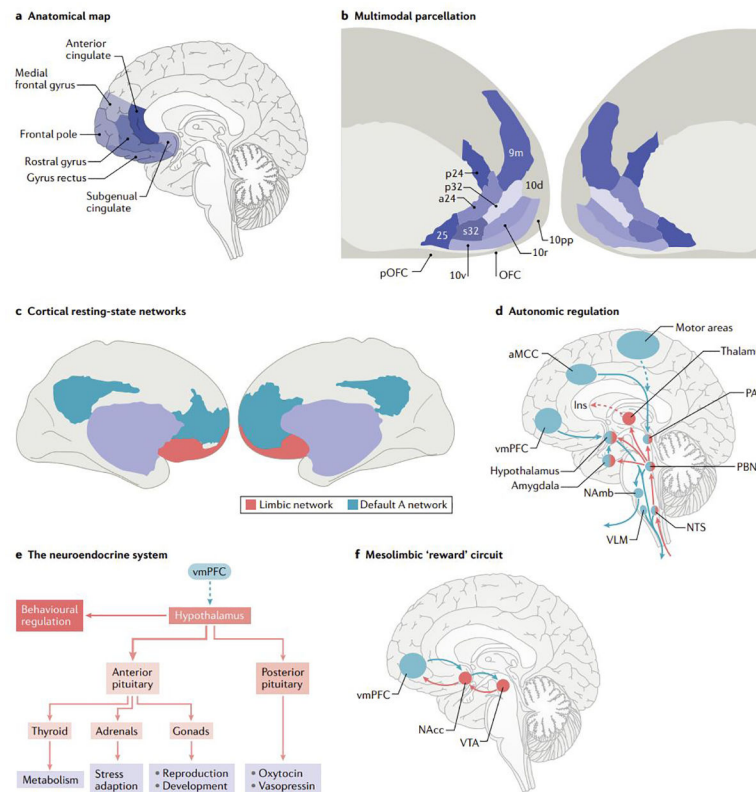 a Anatomical map
Anterior
cingulate
Medial
frontal gyrus
Frontal pole
Rostral gyrus
Gyrus rectus
Subgenual
cingulate
b Multimodal parcellation
9m
p24
p32
10d
a24
25
s32
10pp
10r
pOFC
10v
OFC
c Cortical resting-state networks
Limbic network
Default A network
d Autonomic regulation
Motor areas
aMCC
Thalam
Ins
PA
vmPFC
Hypothalamus
PBN
Amygdala
NAmb
NTS
VLM
e The neuroendocrine system
vmPFC
Behavioural
regulation
Hypothalamus
Anterior
pituitary
Posterior
pituitary
Thyroid
Adrenals
Gonads
Metabolism
Stress
adaption
• Reproduction
• Development
• Oxytocin
• Vasopressin
f Mesolimbic ‘reward’ circuit
vmPFC
NAcc
VTA